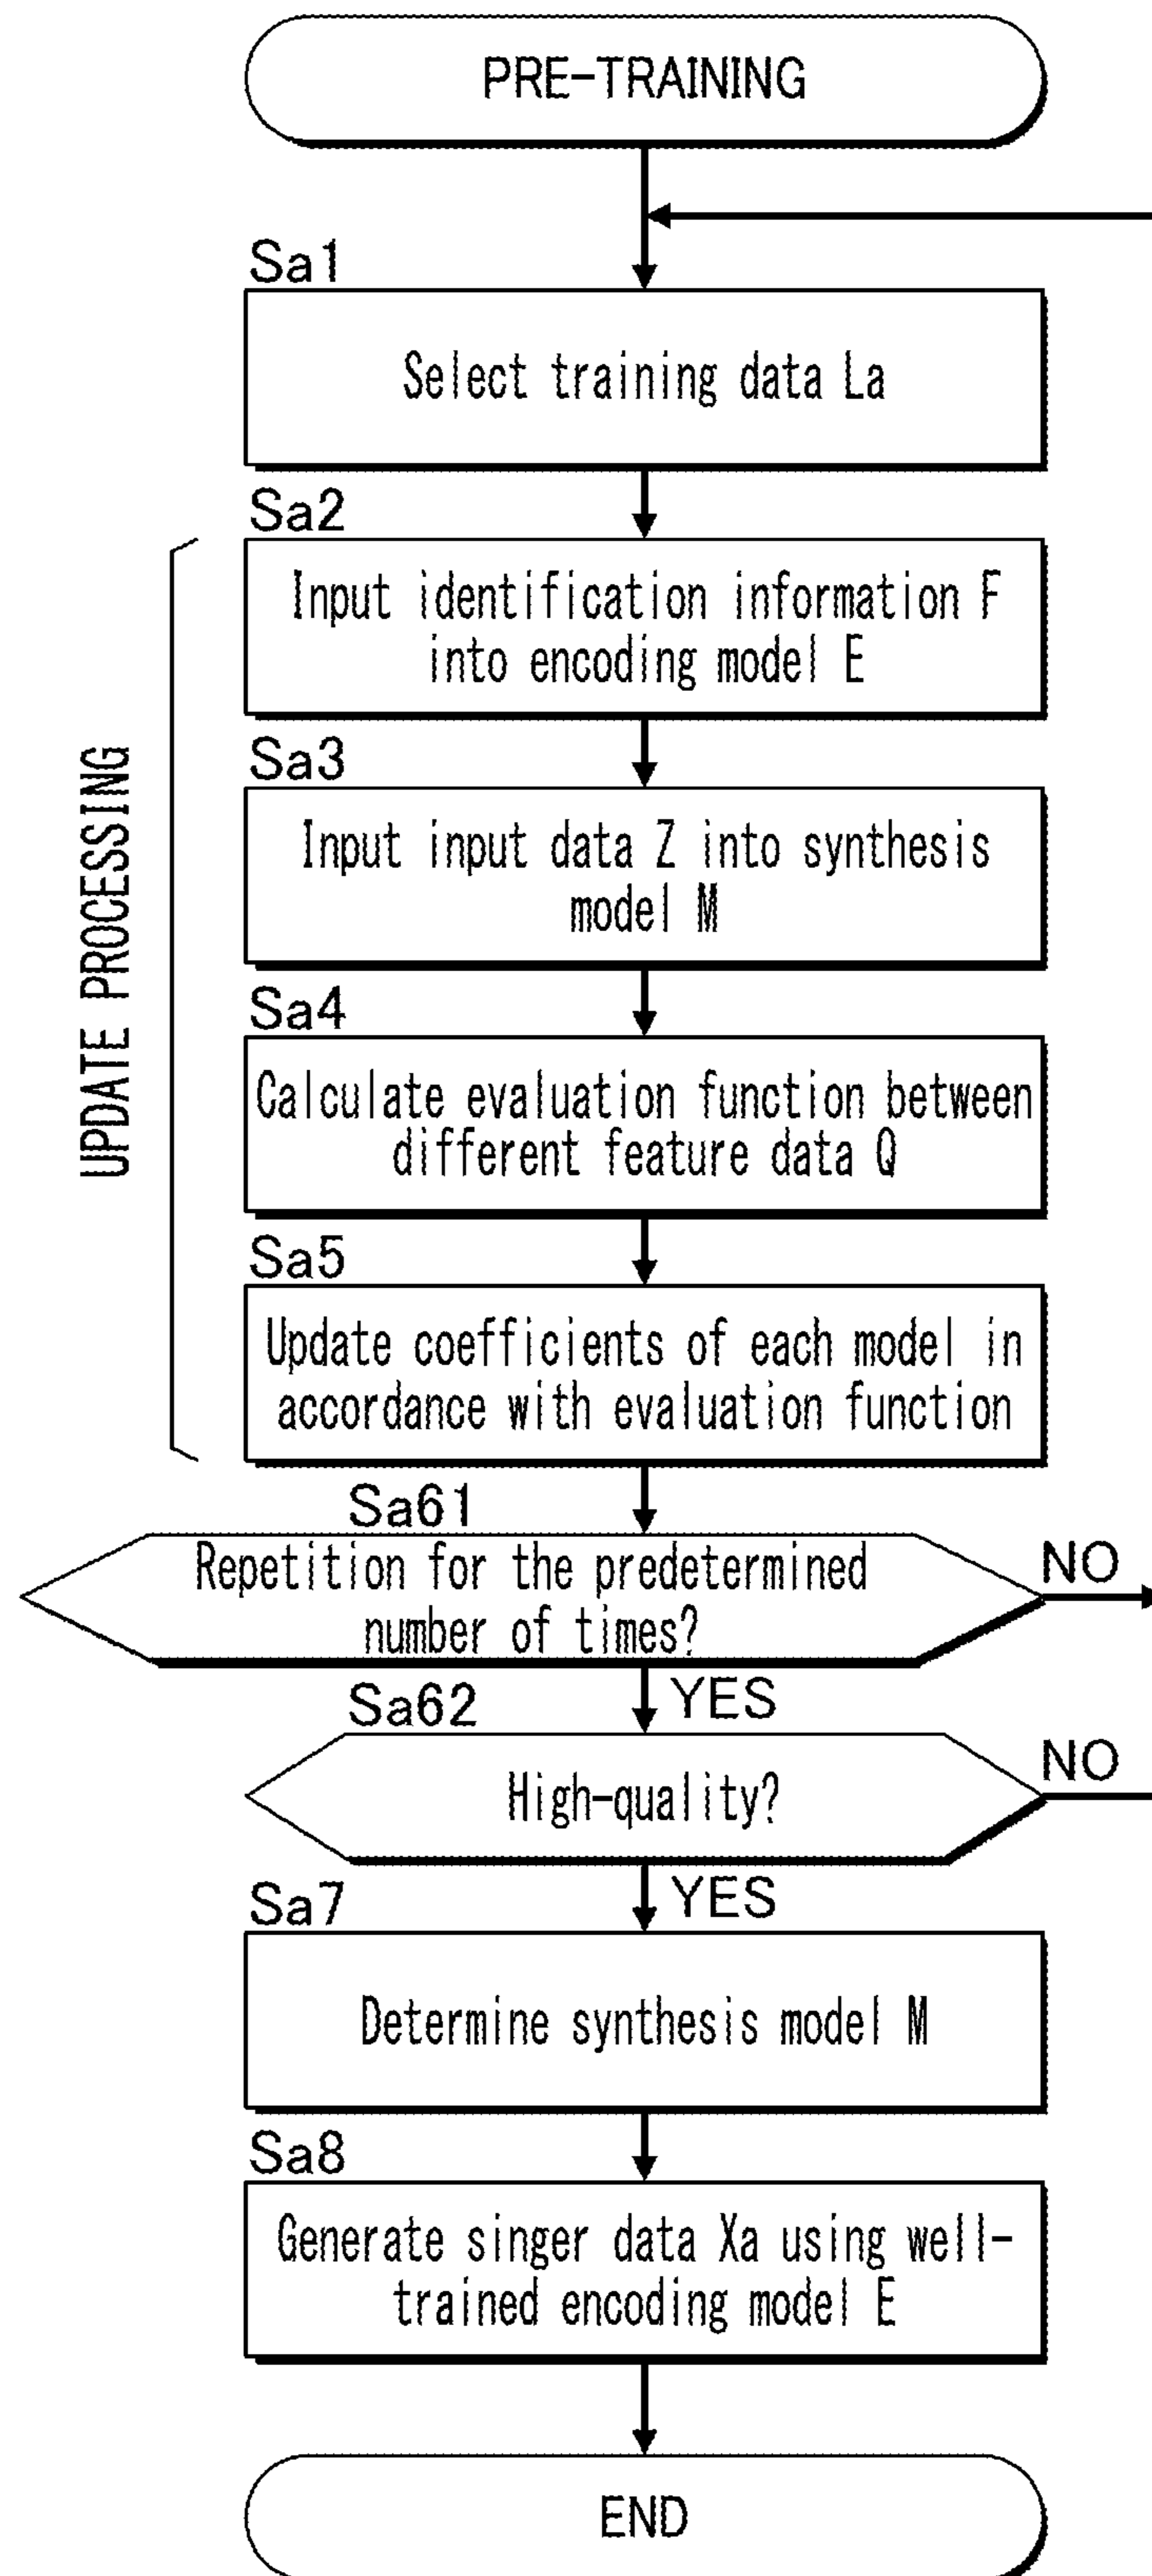 PRE-TRAINING
Sa1
Select training data La
Sa2
Input identification information F
into encoding model E
Sa3
Input input data Z into synthesis
model M
Sa4
Calculate evaluation function between
different feature data Q
Sa5
Update coefficients of each model in
accordance with evaluation function
UPDATE PROCESSING
Sa61
Repetition for the predetermined
number of times?
NO
YES
Sa62
High-quality?
NO
YES
Sa7
Determine synthesis model M
Sa8
Generate singer data Xa using well-
trained encoding model E
END